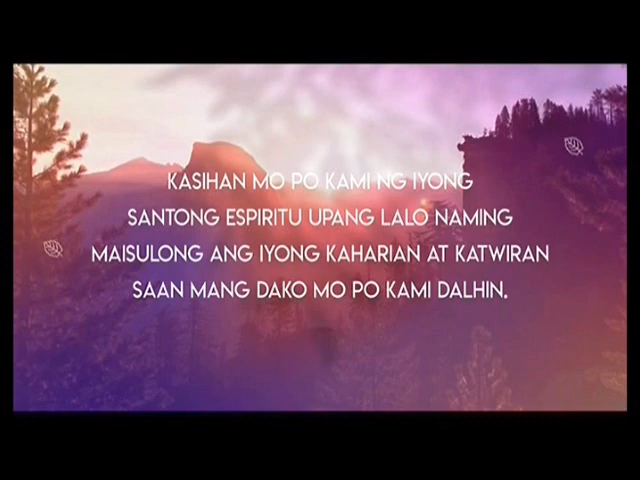 KASIHAN MO PO KAMI NG IYONG
SANTONG ESPIRITU UPANG LALO NAMING
MAISULONG ANG IYONG KAHARIAN AT KATWIRAN
SAAN MANG DAKO MO PO KAMI DALHIN.